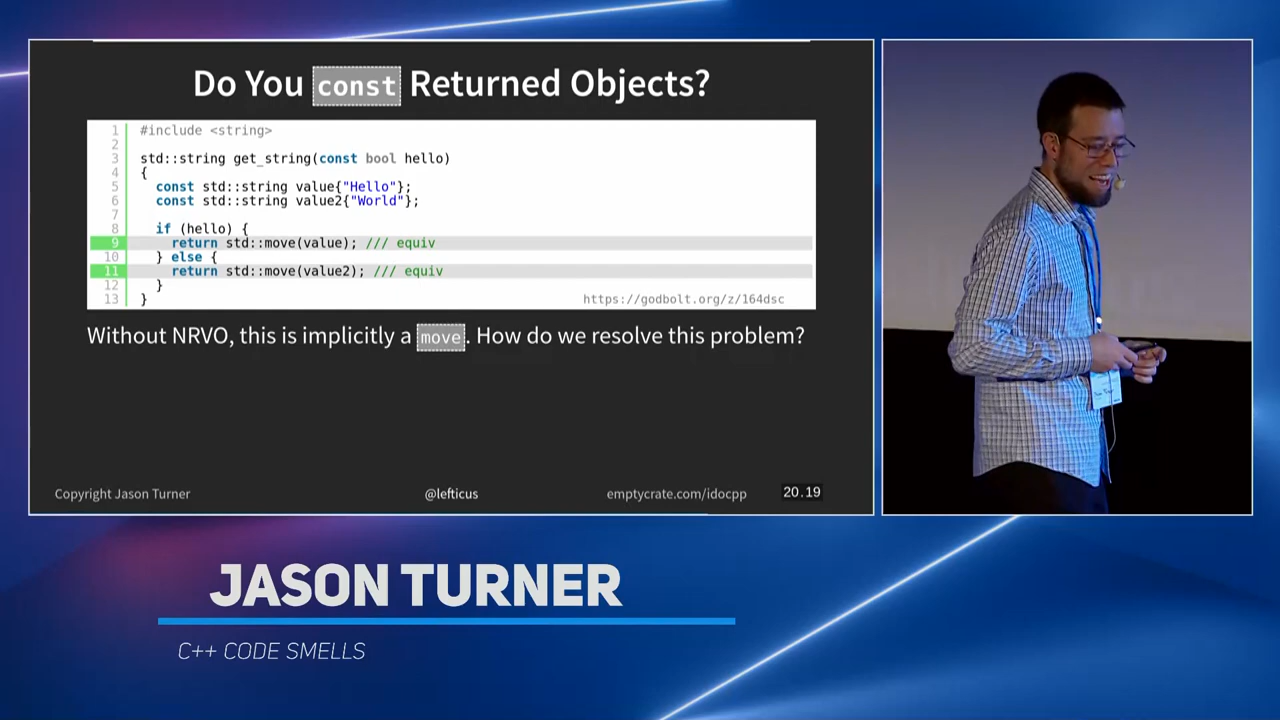 Do You const Returned Objects?
1 #include <string>
2
3 std::string get_string(const bool hello)
4 {
5 const std::string value{"Hello"};
6 const std::string value2{"World"};
7
8 if (hello) {
9 return std::move(value); /// equiv
10 } else {
11 return std::move(value2); /// equiv
12 }
13 }
https://godbolt.org/z/164dsc
Without NRVO, this is implicitly a move. How do we resolve this problem?
Copyright Jason Turner
@lefticus
emptycrate.com/idocpp
20.19
JASON TURNER
C++ CODE SMELLS